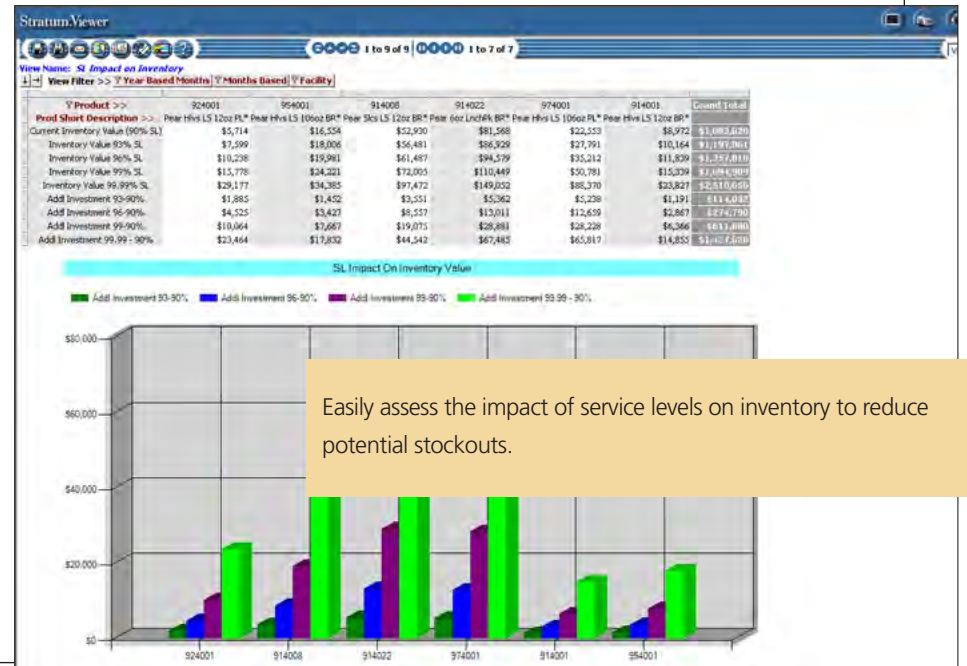 Stratum.Viewer
1 to 9 of 9 1 to 7 of 7
View Name: SL Impact on Inventory
View Filter >> Year Based Months Months Based Facility
Product >> 924001 954001 914008 914022 974001 914001 Grand Total
Prod Short Description >> Pear Hlvs LS 12oz PL* Pear Hlvs LS 106oz BR* Pear Slcs LS 12oz BR* Pear 6oz LnchPk BR* Pear Hlvs LS 106oz PL* Pear Hlvs LS 12oz BR*
Current Inventory Value (90% SL) $5,714 $16,554 $52,930 $81,568 $22,553 $8,972
Inventory Value 93% SL $7,599 $18,006 $56,481 $86,929 $27,791 $10,164
Inventory Value 96% SL $10,238 $19,981 $61,487 $94,579 $35,212 $11,839
Inventory Value 99% SL $15,778 $24,221 $72,005 $110,449 $50,781 $15,339
Inventory Value 99.99% SL $29,177 $34,385 $97,472 $149,052 $88,370 $23,827
Add Investment 93-90% $1,885 $1,452 $3,551 $5,362 $5,238 $1,191
Add Investment 96-90% $4,525 $3,427 $8,557 $13,011 $12,659 $2,867
Add Investment 99-90% $10,064 $7,667 $19,075 $28,881 $28,228 $6,366
Add Investment 99.99 - 90% $23,464 $17,832 $44,542 $67,485 $65,817 $14,855
SL Impact On Inventory Value
Addl Investment 93-90% Addl Investment 96-90% Addl Investment 99-90% Addl Investment 99.99 - 90%
$80,000
$60,000
Easily assess the impact of service levels on inventory to reduce
potential stockouts.
$40,000
$20,000
$0
924001 914008 914022 974001 914001 954001